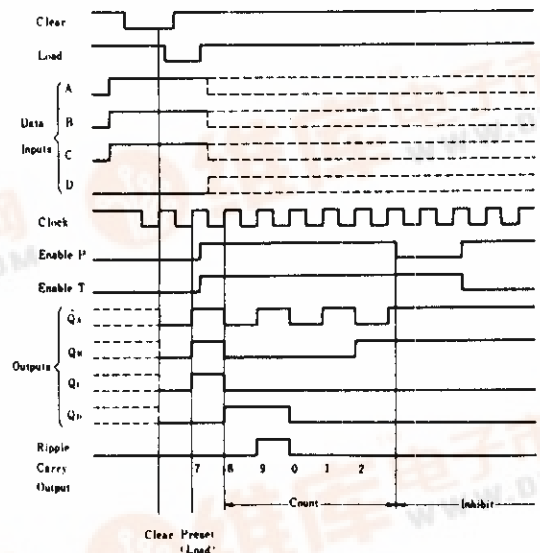 Clear
Load
A
Data B
Inputs C
D
Clock
Enable P
Enable T
QA
QB
Outputs QC
QD
Ripple
Carry 7 8 9 0 1 2
Output
Count Inhibit
Clear Preset
(Load)